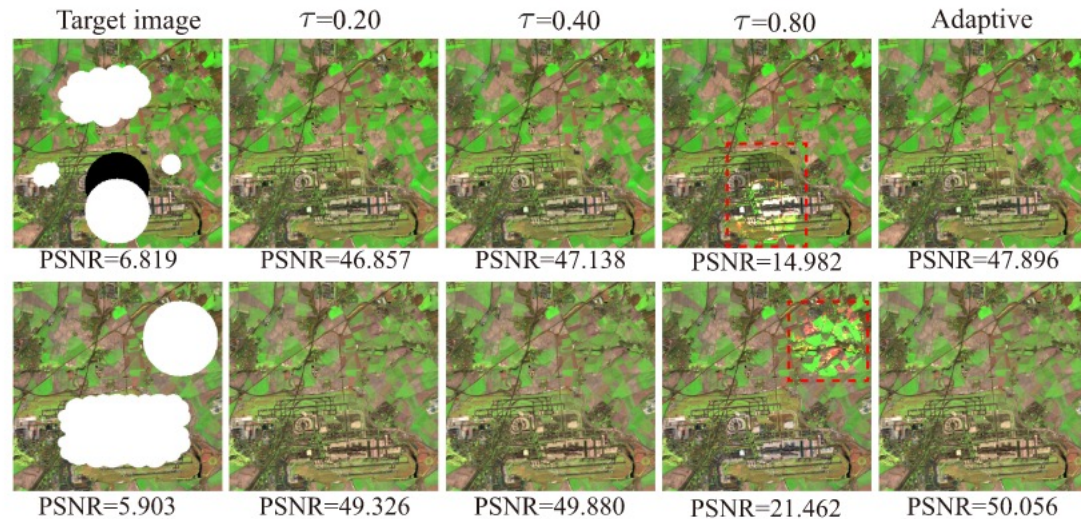 Target image τ=0.20 τ=0.40 τ=0.80 Adaptive
PSNR=6.819 PSNR=46.857 PSNR=47.138 PSNR=14.982 PSNR=47.896
PSNR=5.903 PSNR=49.326 PSNR=49.880 PSNR=21.462 PSNR=50.056